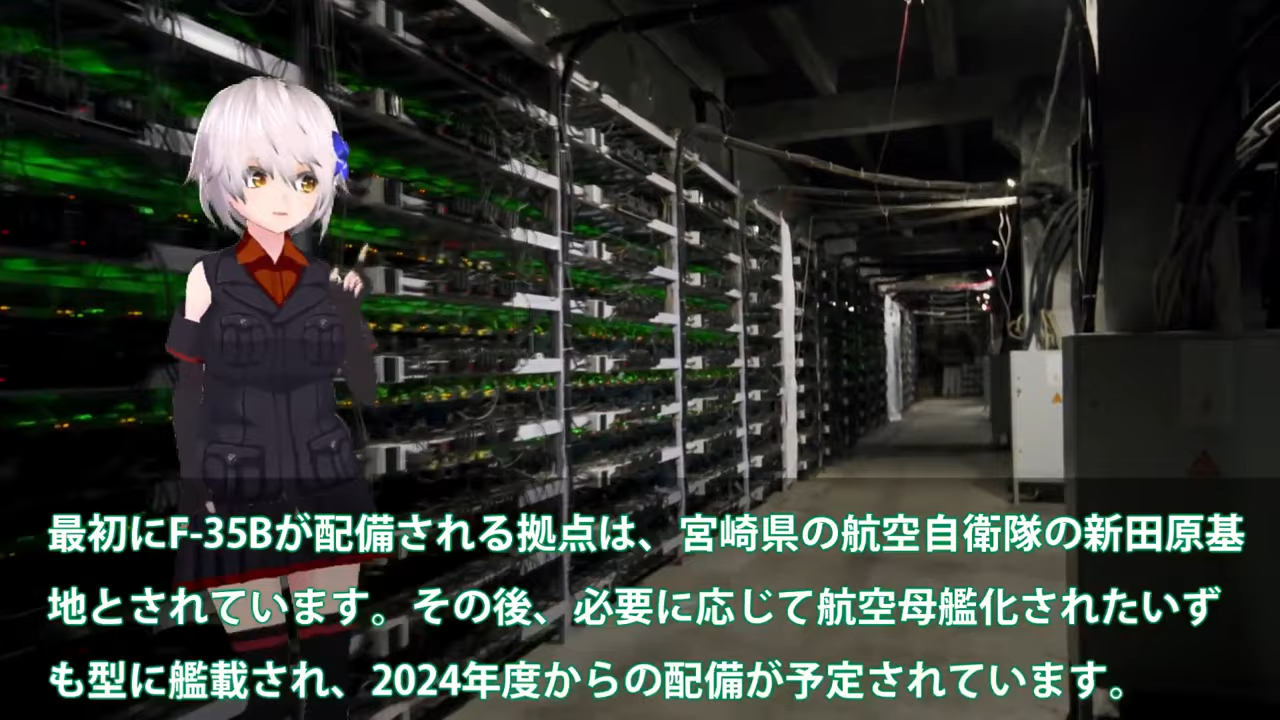 最初にF-35Bが配備される拠点は、宮崎県の航空自衛隊の新田原基
地とされています。その後、必要に応じて航空母艦化されたいず
も型に艦載され、2024年度からの配備が予定されています。